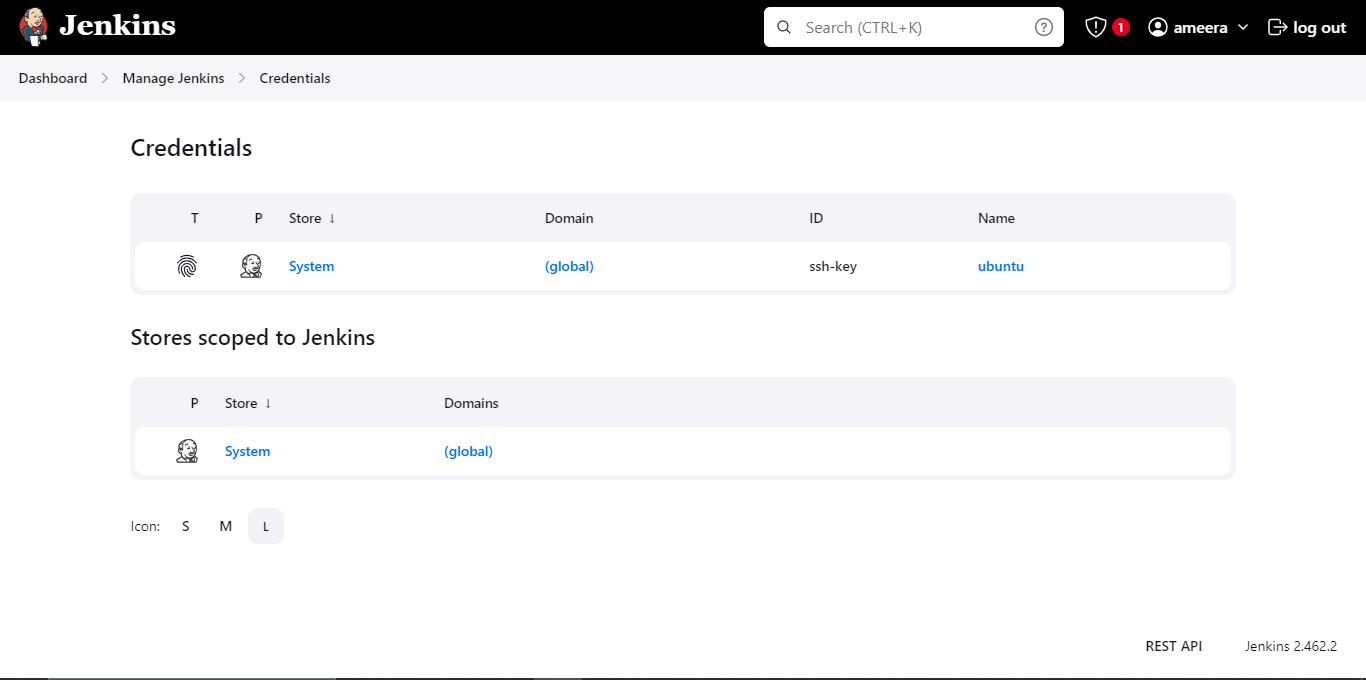 Jenkins
Search (CTRL+K)
1
ameera
log out
Dashboard
Manage Jenkins
Credentials
Credentials
T P Store ↓ Domain ID Name
System (global) ssh-key ubuntu
Stores scoped to Jenkins
P Store ↓ Domains
System (global)
Icon: S M L
REST API Jenkins 2.462.2